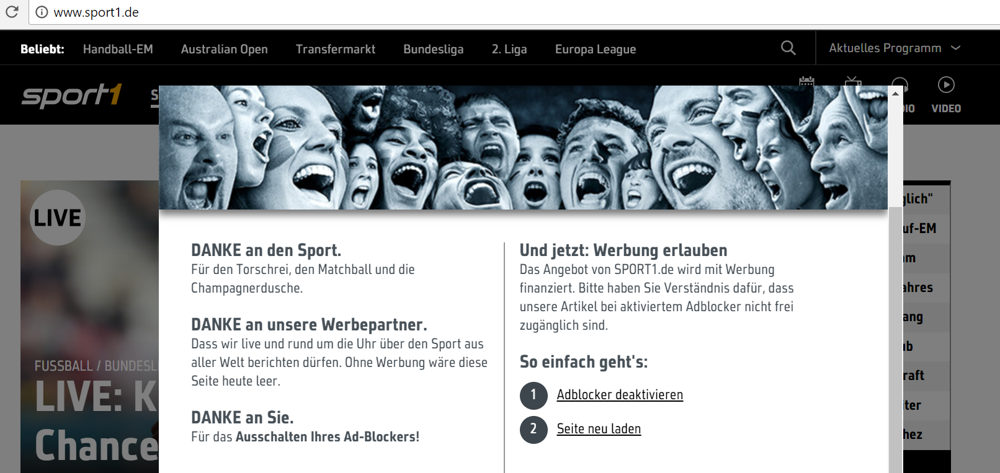 www.sport1.de
Beliebt: Handball-EM Australian Open Transfermarkt Bundesliga 2. Liga Europa League Aktuelles Programm
sport1
VIDEO
LIVE
FUSSBALL / BUNDESL
LIVE: K
Chance
DANKE an den Sport.
Für den Torschrei, den Matchball und die
Champagnerdusche.
DANKE an unsere Werbepartner.
Dass wir live und rund um die Uhr über den Sport aus
aller Welt berichten dürfen. Ohne Werbung wäre diese
Seite heute leer.
DANKE an Sie.
Für das Ausschalten Ihres Ad-Blockers!
Und jetzt: Werbung erlauben
Das Angebot von SPORT1.de wird mit Werbung
finanziert. Bitte haben Sie Verständnis dafür, dass
unsere Artikel bei aktiviertem Adblocker nicht frei
zugänglich sind.
So einfach geht's:
1 Adblocker deaktivieren
2 Seite neu laden
glich"
uf-EM
ahres
ang
ub
raft
iter
hez